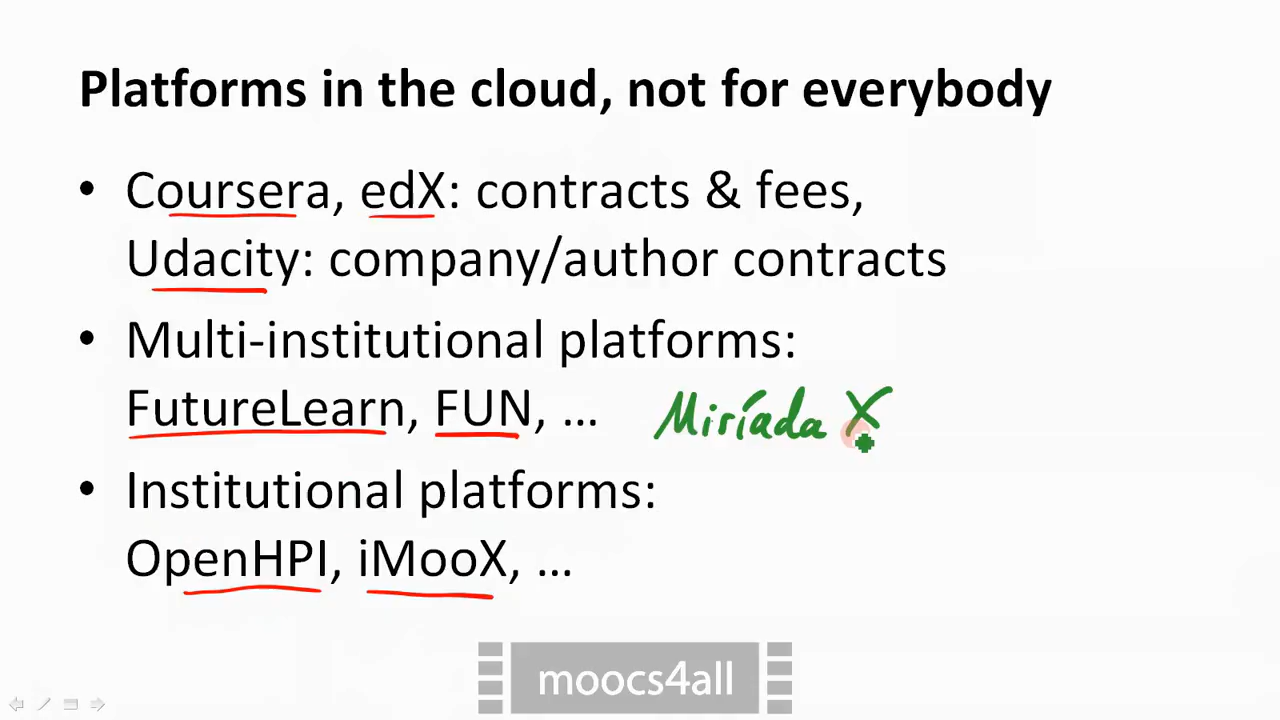 Platforms in the cloud, not for everybody
• Coursera, edX: contracts & fees,
Udacity: company/author contracts
• Multi-institutional platforms:
FutureLearn, FUN, … Miríada X
• Institutional platforms:
OpenHPI, iMooX, …
moocs4all